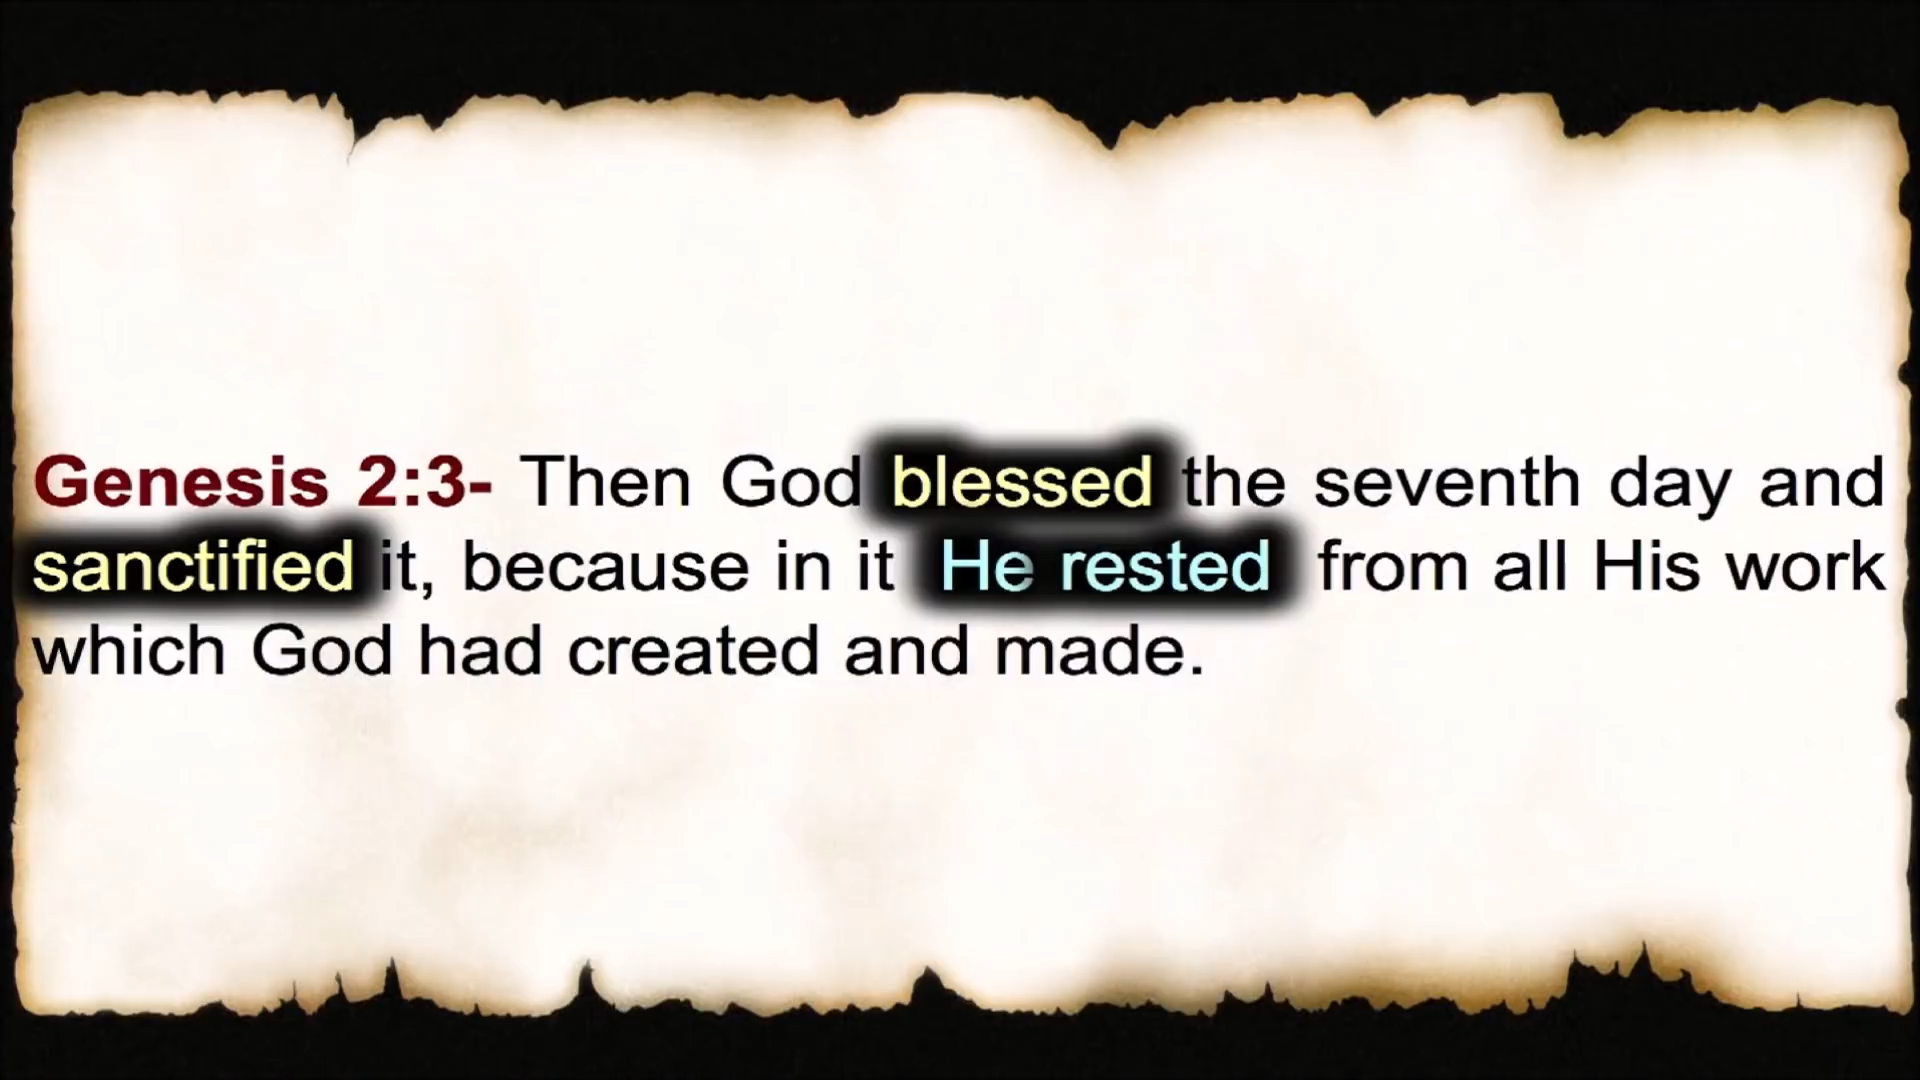 Genesis 2:3- Then God blessed the seventh day and
sanctified it, because in it He rested from all His work
which God had created and made.